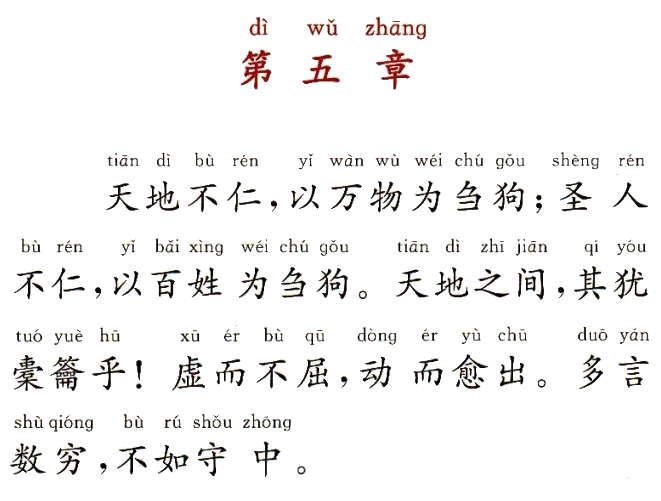 dì wǔ zhāng
第五章
tiān dì bù rén yǐ wàn wù wéi chú gǒu shèng rén
天地不仁，以万物为刍狗；圣人
bù rén yǐ bǎi xìng wéi chú gǒu tiān dì zhī jiān qí yóu
不仁，以百姓为刍狗。天地之间，其犹
tuó yuè hū xū ér bù qū dòng ér yù chū duō yán
橐籥乎！虚而不屈，动而愈出。多言
shù qióng bù rú shǒu zhōng
数穷，不如守中。